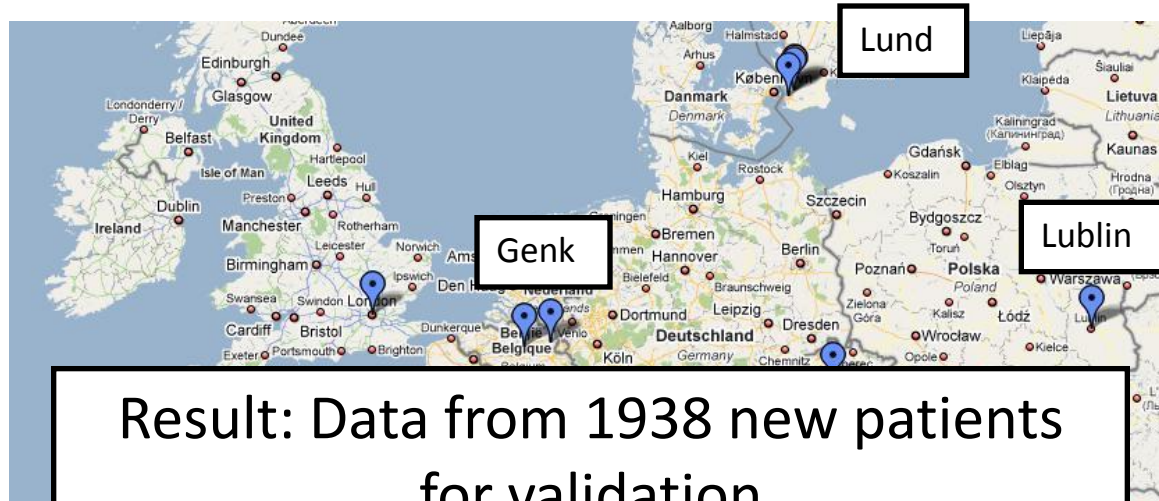 Lund
Aalborg
Dundee
Halmstad
Liepāja
Edinburgh
Arhus
Šiauliai
Glasgow
Klaipėda
Londonderry /
Derry
United
Kingdom
Danmark
Denmark
Lietuva
Lithuania
Belfast
Kaliningrad
(Калининград)
Hartlepool
Kaunas
Isle of Man
Kiel
Rostock
Gdańsk
Elbląg
Koszalin
Leeds
Hull
Preston
Hamburg
Szczecin
Olsztyn
Hrodna
(Гродна)
Dublin
Ireland
Manchester
Rotherham
Bydgoszcz
Lublin
Genk
Bremen
Toruń
Leicester
Norwich
Hannover
Berlin
Birmingham
Ipswich
Den
Bielefeld
Braunschweig
Poznań
Polska
Poland
Warszawa
Nederland
Swansea
Swindon
London
Dortmund
Leipzig
Zielona
Góra
Kalisz
Łódź
Lublin
Cardiff
Bristol
Dunkerque
België
Belgique
Venlo
Deutschland
Germany
Dresden
Wrocław
Exeter
Portsmouth
Brighton
Köln
Chemnitz
Opole
Kielce
Result: Data from 1938 new patients
for validation